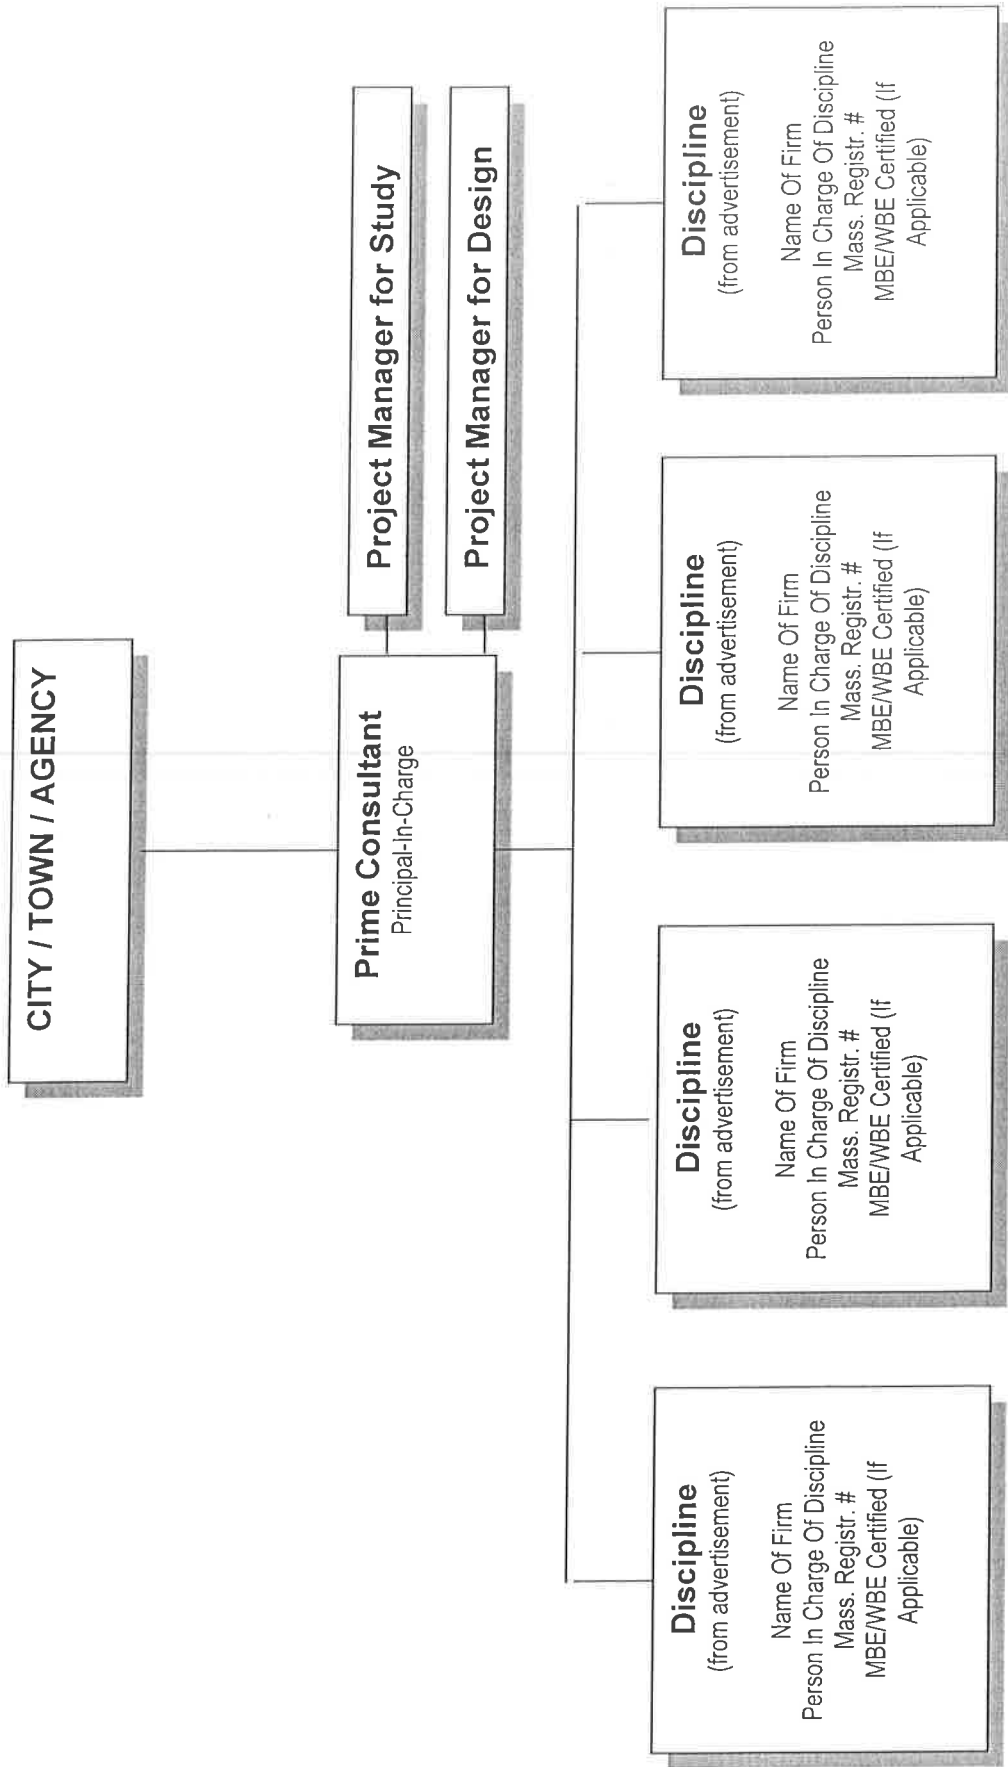 CITY / TOWN / AGENCY
Prime Consultant
Principal-In-Charge
Project Manager for Study
Project Manager for Design
Discipline
(from advertisement)
Name Of Firm
Person In Charge Of Discipline
Mass. Registr. #
MBE/WBE Certified (If
Applicable)
Discipline
(from advertisement)
Name Of Firm
Person In Charge Of Discipline
Mass. Registr. #
MBE/WBE Certified (If
Applicable)
Discipline
(from advertisement)
Name Of Firm
Person In Charge Of Discipline
Mass. Registr. #
MBE/WBE Certified (If
Applicable)
Discipline
(from advertisement)
Name Of Firm
Person In Charge Of Discipline
Mass. Registr. #
MBE/WBE Certified (If
Applicable)